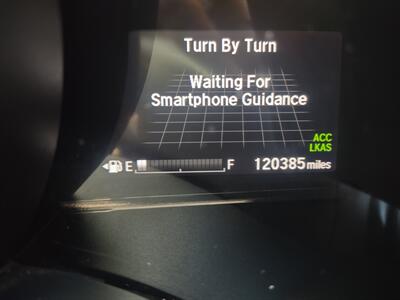 Turn By Turn
Waiting For
Smartphone Guidance
ACC
LKAS
E F 120385 miles